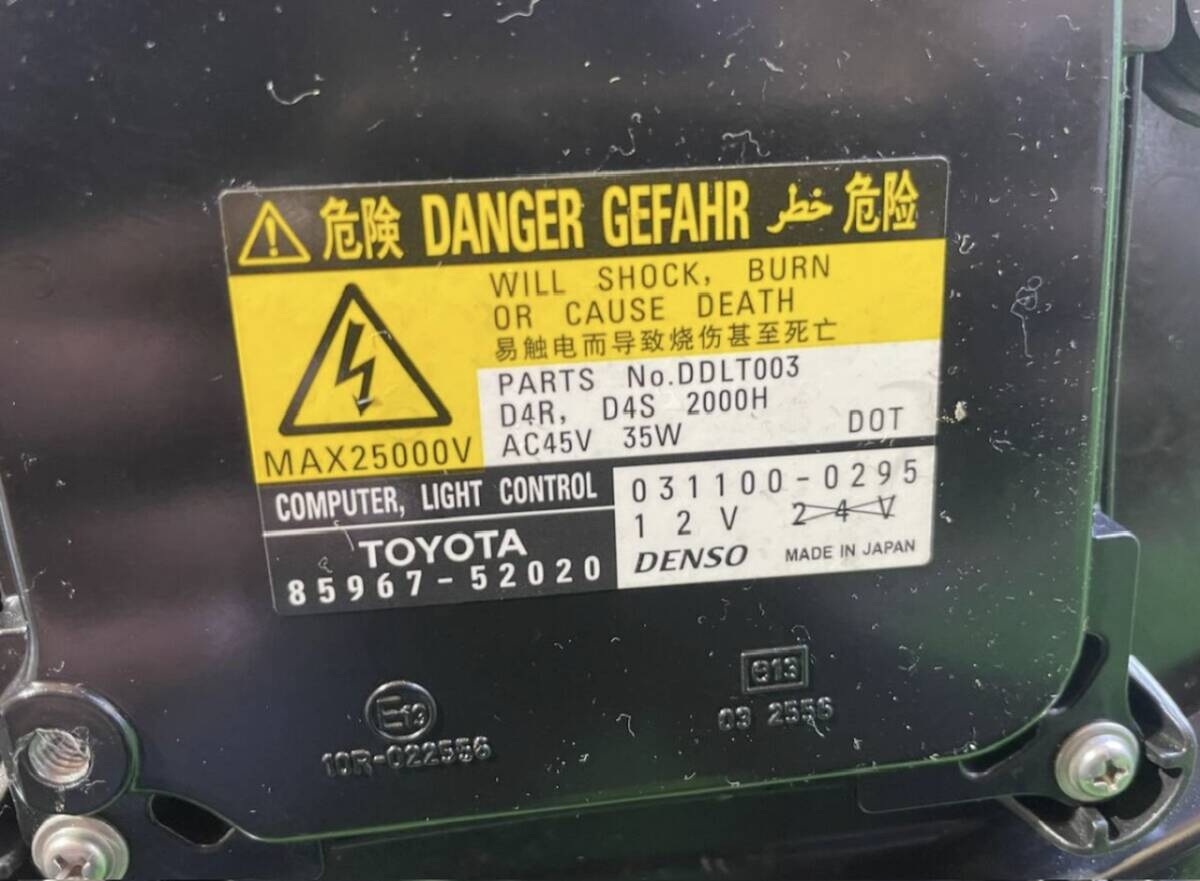 危険 DANGER GEFAHR خطر 危险
WILL SHOCK, BURN
OR CAUSE DEATH
易触电而导致烧伤甚至死亡
MAX25000V
PARTS No.DDLT003
D4R, D4S 2000H
AC45V 35W DOT
COMPUTER, LIGHT CONTROL
TOYOTA
85967-52020
031100-0295
12V 24V
DENSO MADE IN JAPAN
E13
10R-022556
e13
03 2556